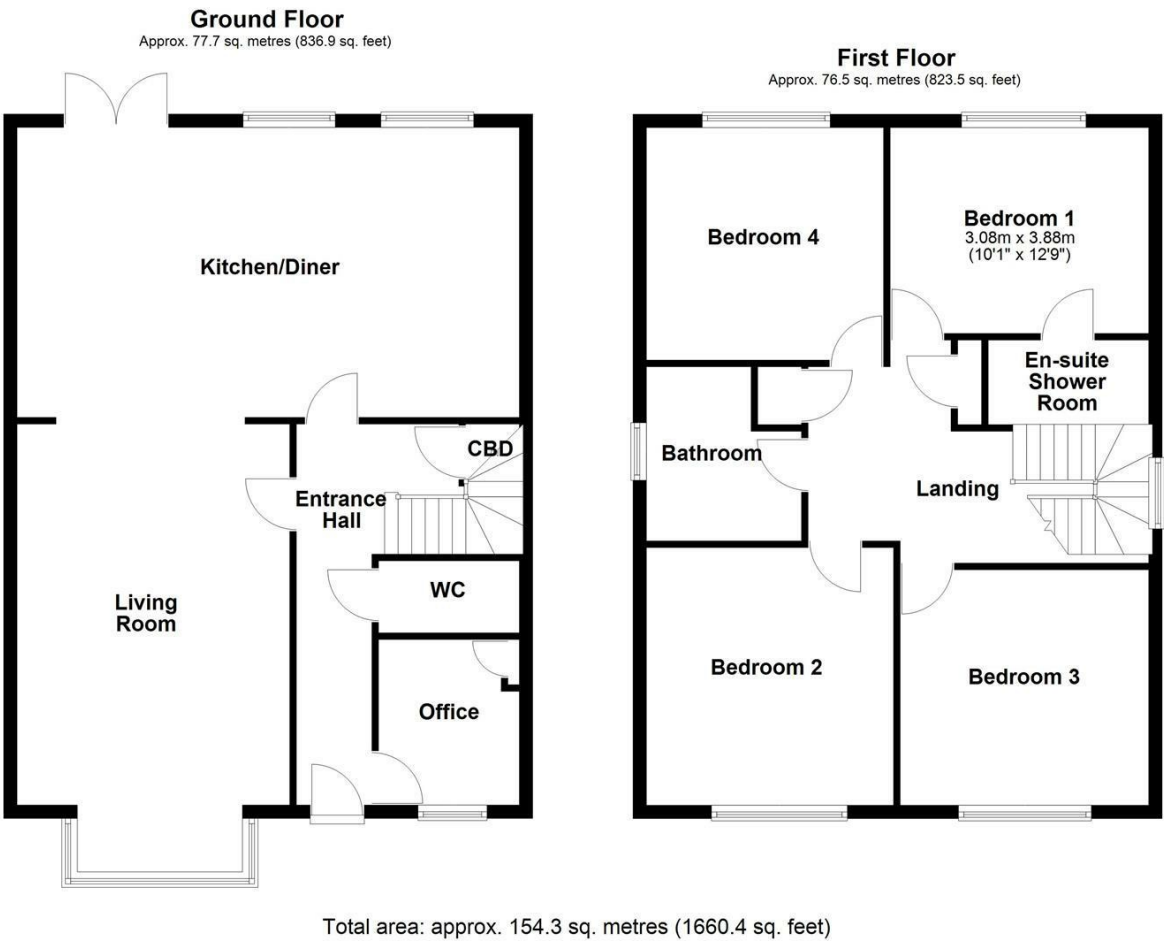 Ground Floor
Approx. 77.7 sq. metres (836.9 sq. feet)
Kitchen/Diner
CBD
Entrance
Hall
WC
Living
Room
Office
First Floor
Approx. 76.5 sq. metres (823.5 sq. feet)
Bedroom 4
Bedroom 1
3.08m x 3.88m
(10'1" x 12'9")
En-suite
Shower
Room
Bathroom
Landing
Bedroom 2
Bedroom 3
Total area: approx. 154.3 sq. metres (1660.4 sq. feet)